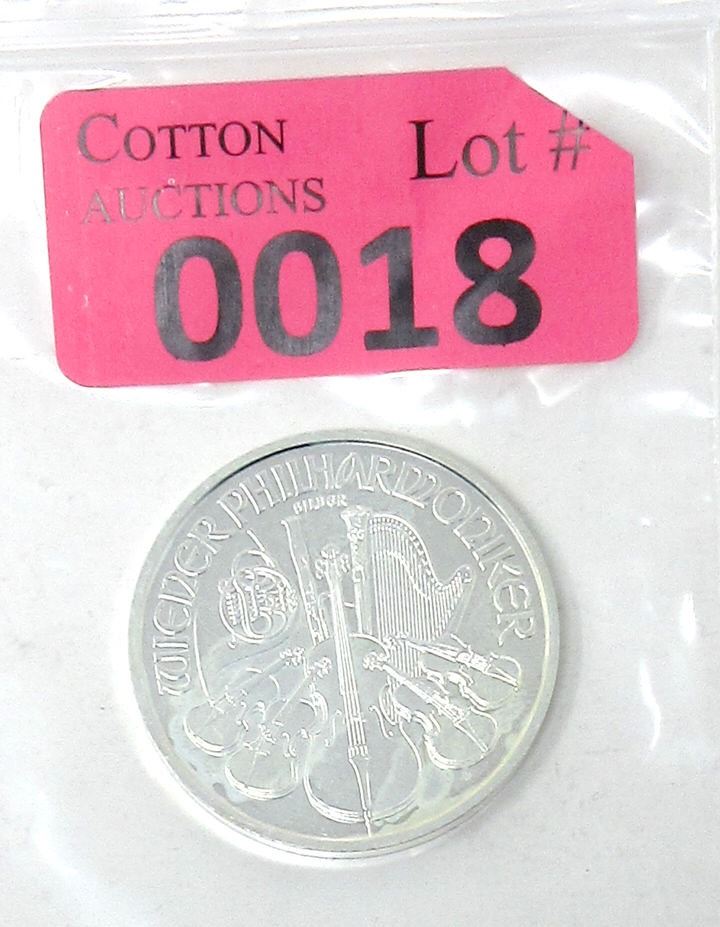 COTTON Lot #
AUCTIONS
0018
WIENER PHILHARMONIKER
SILBER